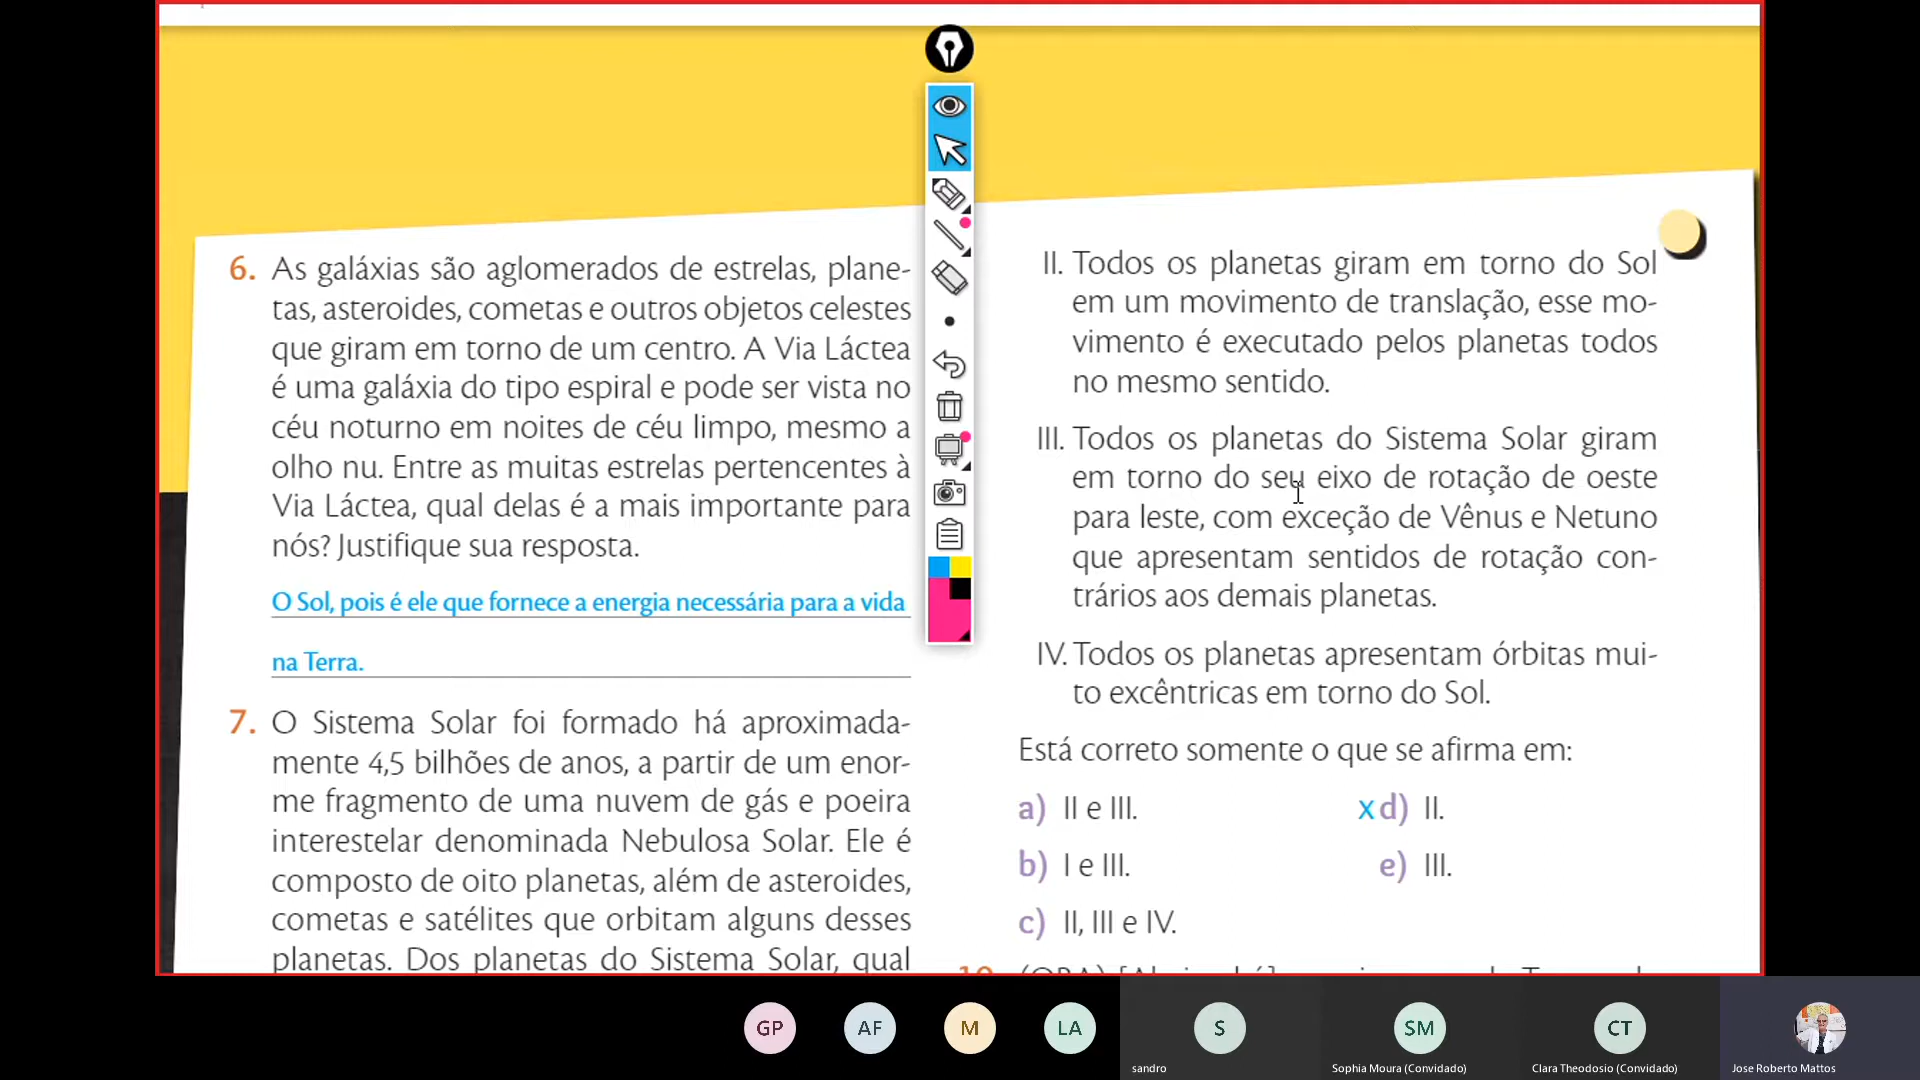 6. As galáxias são aglomerados de estrelas, plane-
tas, asteroides, cometas e outros objetos celestes
que giram em torno de um centro. A Via Láctea
é uma galáxia do tipo espiral e pode ser vista no
céu noturno em noites de céu limpo, mesmo a
olho nu. Entre as muitas estrelas pertencentes à
Via Láctea, qual delas é a mais importante para
nós? Justifique sua resposta.
O Sol, pois é ele que fornece a energia necessária para a vida
na Terra.
7. O Sistema Solar foi formado há aproximada-
mente 4,5 bilhões de anos, a partir de um enor-
me fragmento de uma nuvem de gás e poeira
interestelar denominada Nebulosa Solar. Ele é
composto de oito planetas, além de asteroides,
cometas e satélites que orbitam alguns desses
planetas. Dos planetas do Sistema Solar, qual
II. Todos os planetas giram em torno do Sol
em um movimento de translação, esse mo-
vimento é executado pelos planetas todos
no mesmo sentido.
III. Todos os planetas do Sistema Solar giram
em torno do seu eixo de rotação de oeste
para leste, com exceção de Vênus e Netuno
que apresentam sentidos de rotação con-
trários aos demais planetas.
IV. Todos os planetas apresentam órbitas mui-
to excêntricas em torno do Sol.
Está correto somente o que se afirma em:
a) II e III.
b) I e III.
c) II, III e IV.
x d) II.
e) III.
GP
AF
M
LA
S
sandro
SM
Sophia Moura (Convidado)
CT
Clara Theodosio (Convidado)
Jose Roberto Mattos